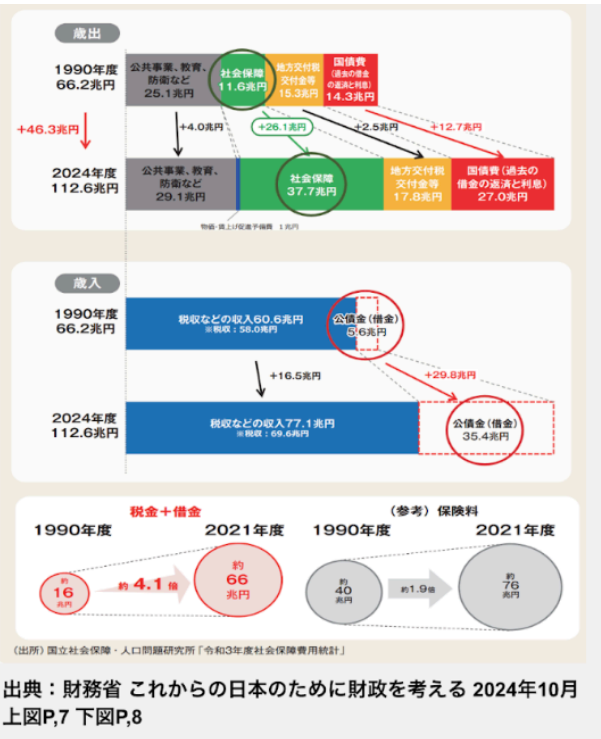 歳出
1990年度
66.2兆円
公共事業、教育、
防衛など
25.1兆円
社会保障
11.6兆円
地方交付税
交付金等
15.3兆円
国債費
(過去の借金
の返済と利息)
14.3兆円
+46.3兆円
+4.0兆円
+26.1兆円
+2.5兆円
+12.7兆円
2024年度
112.6兆円
公共事業、教育、
防衛など
29.1兆円
社会保障
37.7兆円
地方交付税
交付金等
17.8兆円
国債費(過去の
借金の返済と利息)
27.0兆円
物価・賃上げ促進予備費 1兆円
歳入
1990年度
66.2兆円
税収などの収入60.6兆円
※税収:58.0兆円
公債金(借金)
5.6兆円
+16.5兆円
+29.8兆円
2024年度
112.6兆円
税収などの収入77.1兆円
※税収:69.6兆円
公債金(借金)
35.4兆円
税金+借金
1990年度
2021年度
約
16
兆円
約 4.1 倍
約
66
兆円
(参考)保険料
1990年度
2021年度
約
40
兆円
約1.9倍
約
76
兆円
(出所)国立社会保障・人口問題研究所「令和3年度社会保障費用統計」
出典:財務省 これからの日本のために財政を考える 2024年10月
上図P,7 下図P,8